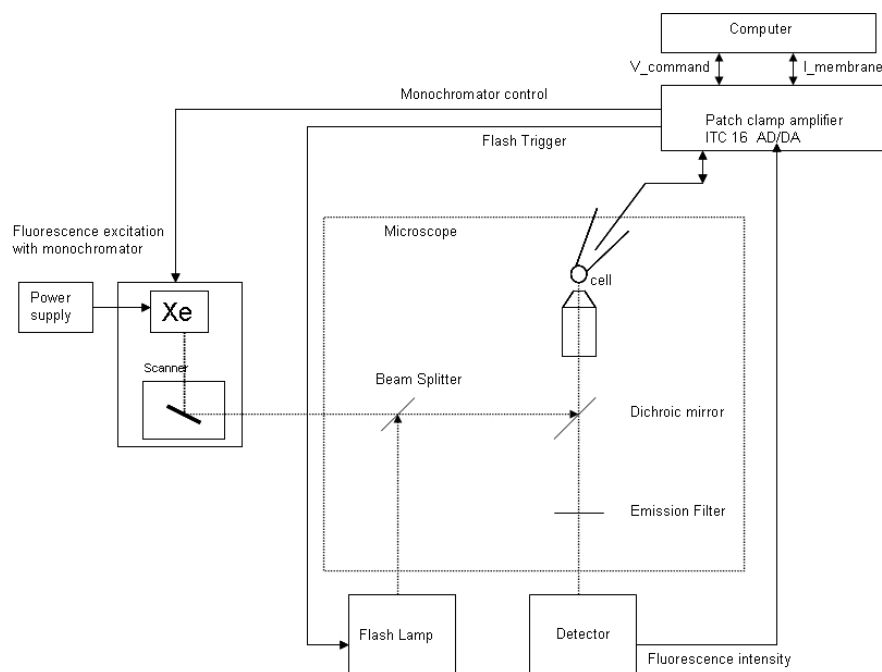 Computer
V_command
I_membrane
Monochromator control
Patch clamp amplifier
ITC 16 AD/DA
Flash Trigger
Fluorescence excitation
with monochromator
Microscope
cell
Power
supply
Xe
Scanner
Beam Splitter
Dichroic mirror
Emission Filter
Flash Lamp
Detector
Fluorescence intensity